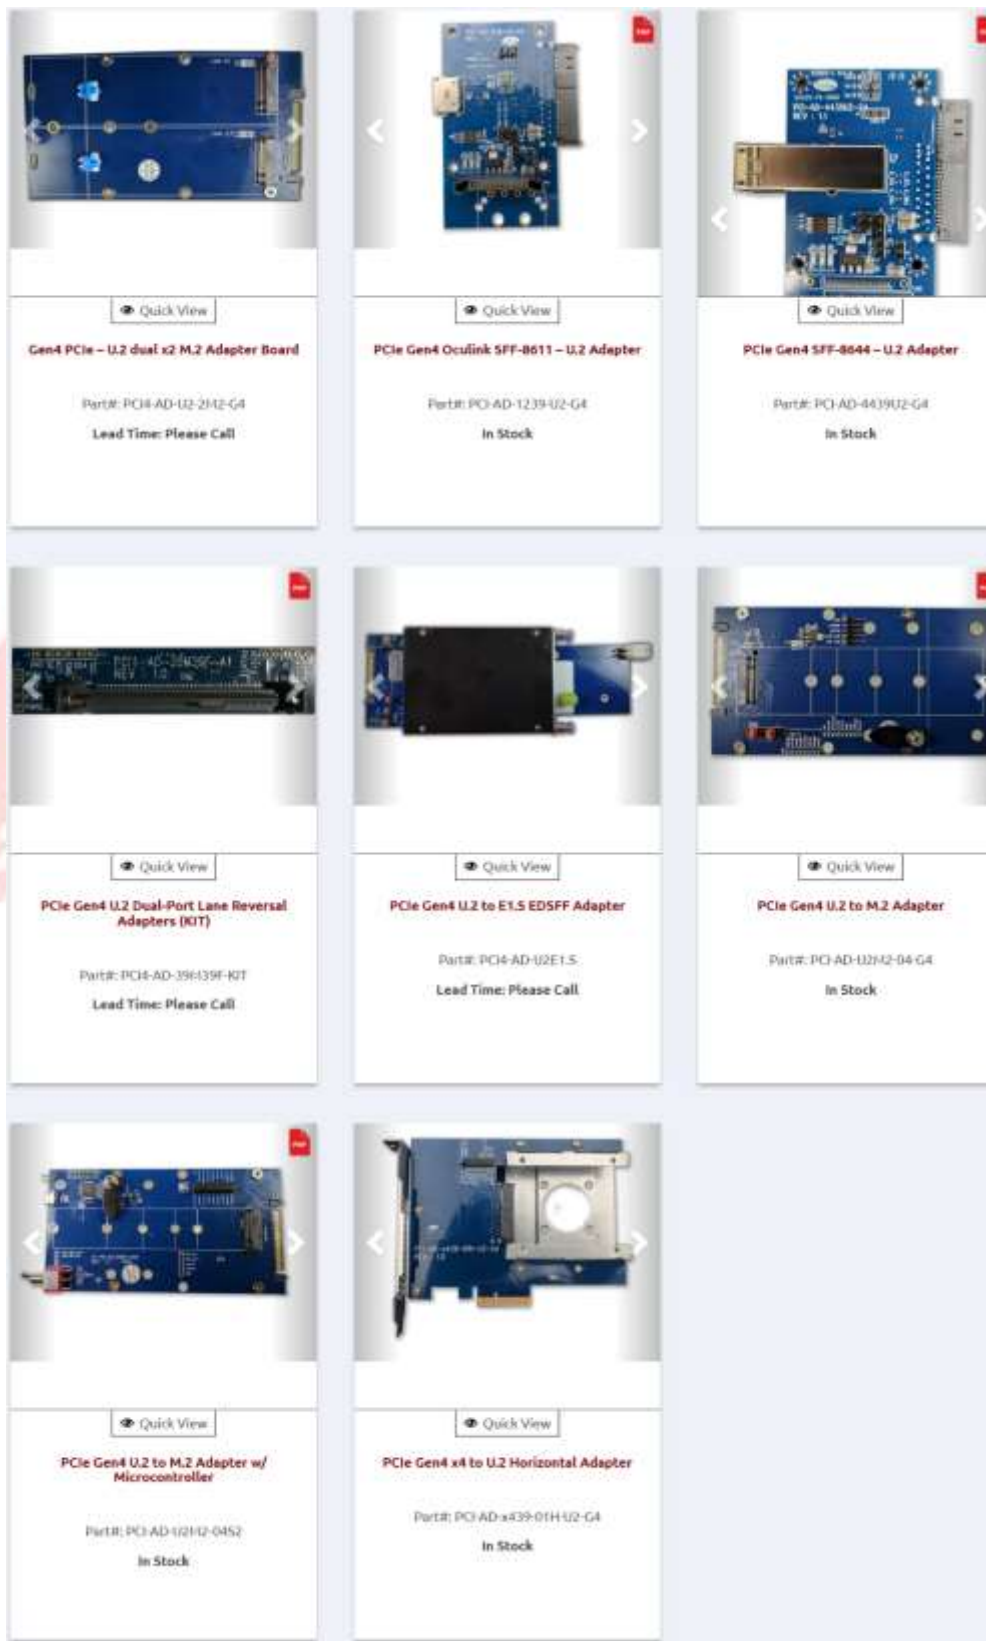 Quick View
Gen4 PCIe – U.2 dual x2 M.2 Adapter Board
Part#: PCI4-AD-U2-2M2-G4
Lead Time: Please Call
Quick View
PCIe Gen4 Oculink SFF-8611 – U.2 Adapter
Part#: PCI-AD-1239-U2-G4
In Stock
Quick View
PCIe Gen4 SFF-8644 – U.2 Adapter
Part#: PCI-AD-4439U2-G4
In Stock
Quick View
PCIe Gen4 U.2 Dual-Port Lane Reversal
Adapters (KIT)
Part#: PCI4-AD-39M39F-KIT
Lead Time: Please Call
Quick View
PCIe Gen4 U.2 to E1.S EDSFF Adapter
Part#: PCI4-AD-U2E1.S
Lead Time: Please Call
Quick View
PCIe Gen4 U.2 to M.2 Adapter
Part#: PCI-AD-U2M2-04-G4
In Stock
Quick View
PCIe Gen4 U.2 to M.2 Adapter w/
Microcontroller
Part#: PCI-AD-U2M2-04S2
In Stock
Quick View
PCIe Gen4 x4 to U.2 Horizontal Adapter
Part#: PCI-AD-x439-01H-U2-G4
In Stock